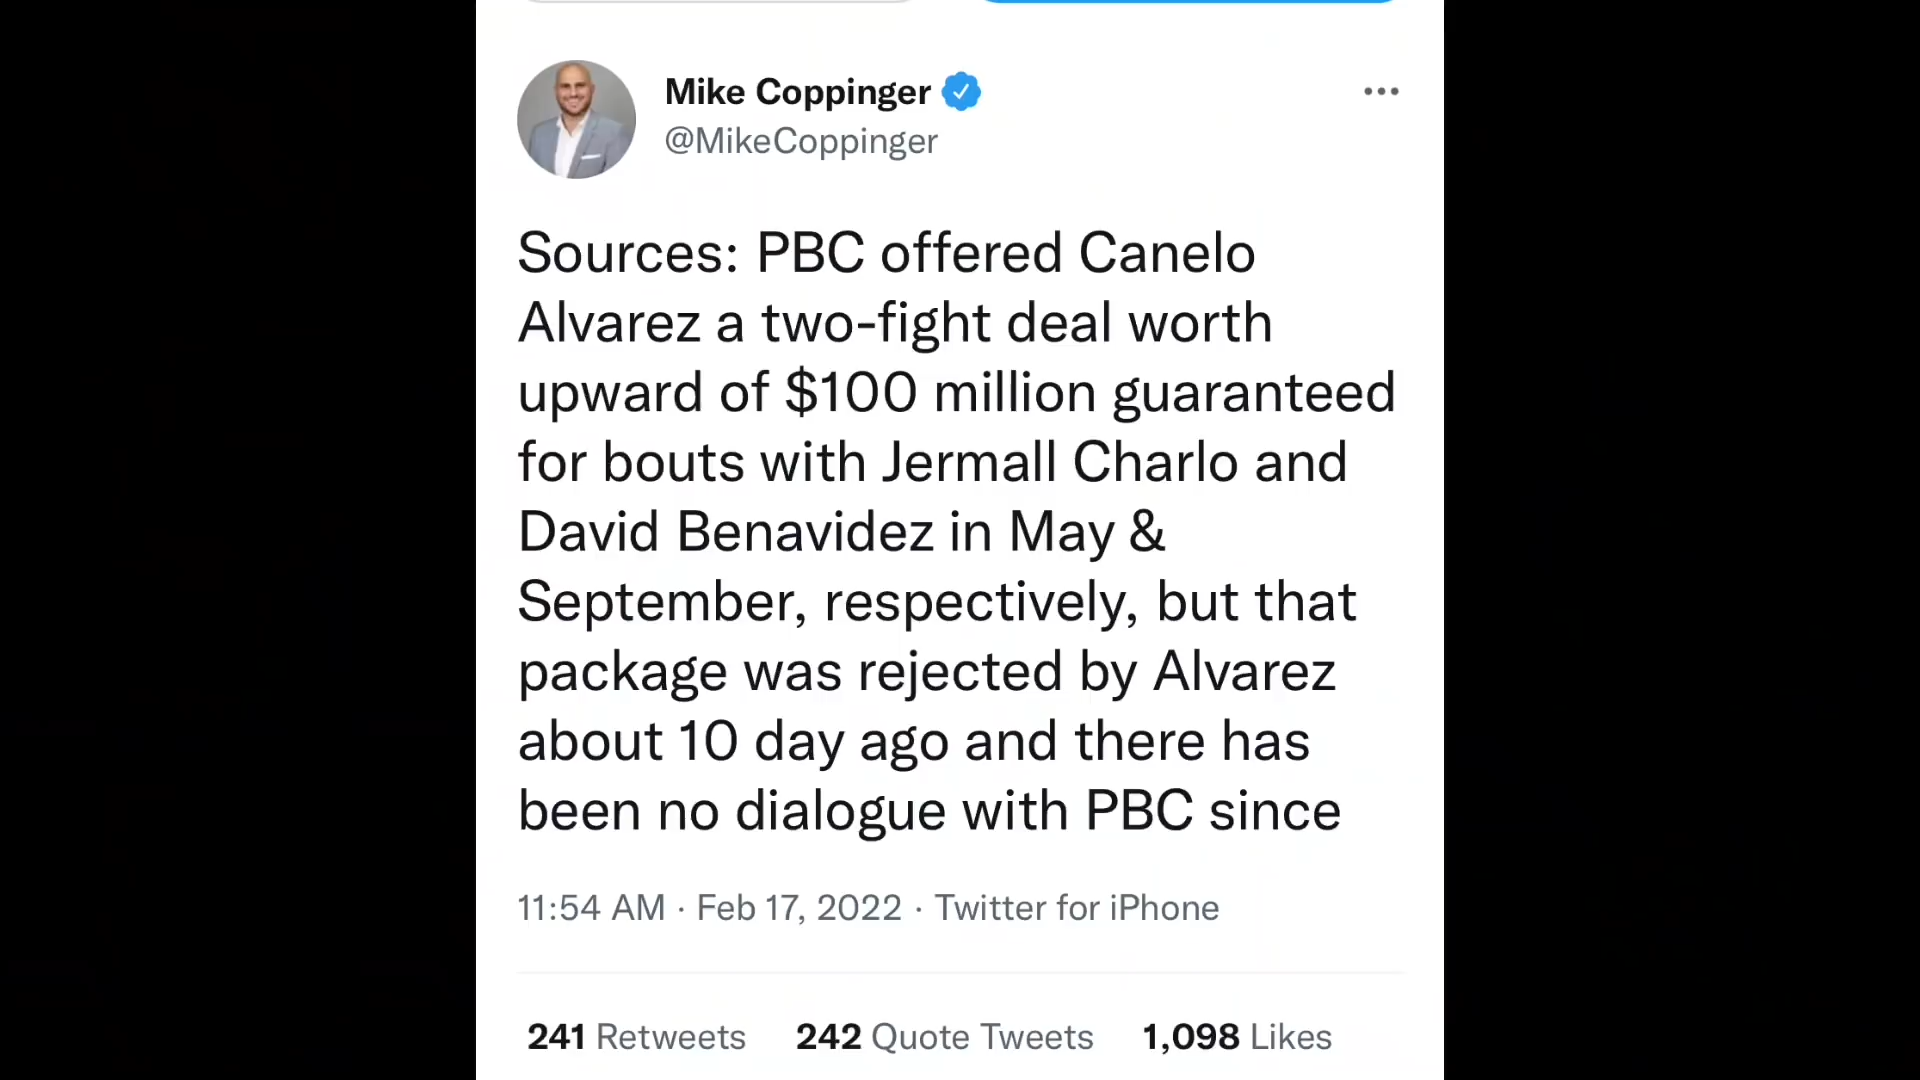 Mike Coppinger
@MikeCoppinger
Sources: PBC offered Canelo
Alvarez a two-fight deal worth
upward of $100 million guaranteed
for bouts with Jermall Charlo and
David Benavidez in May &
September, respectively, but that
package was rejected by Alvarez
about 10 day ago and there has
been no dialogue with PBC since
11:54 AM · Feb 17, 2022 · Twitter for iPhone
241 Retweets 242 Quote Tweets 1,098 Likes